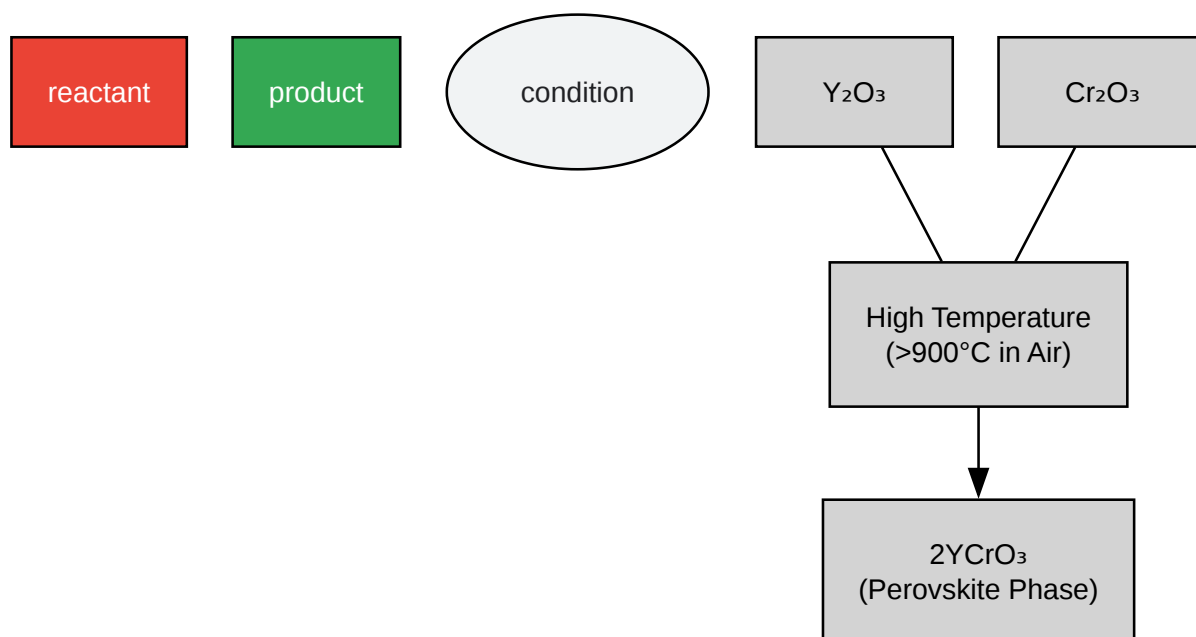 reactant
product
condition
Y₂O₃
Cr₂O₃
High Temperature
(>900°C in Air)
2YCrO₃
(Perovskite Phase)